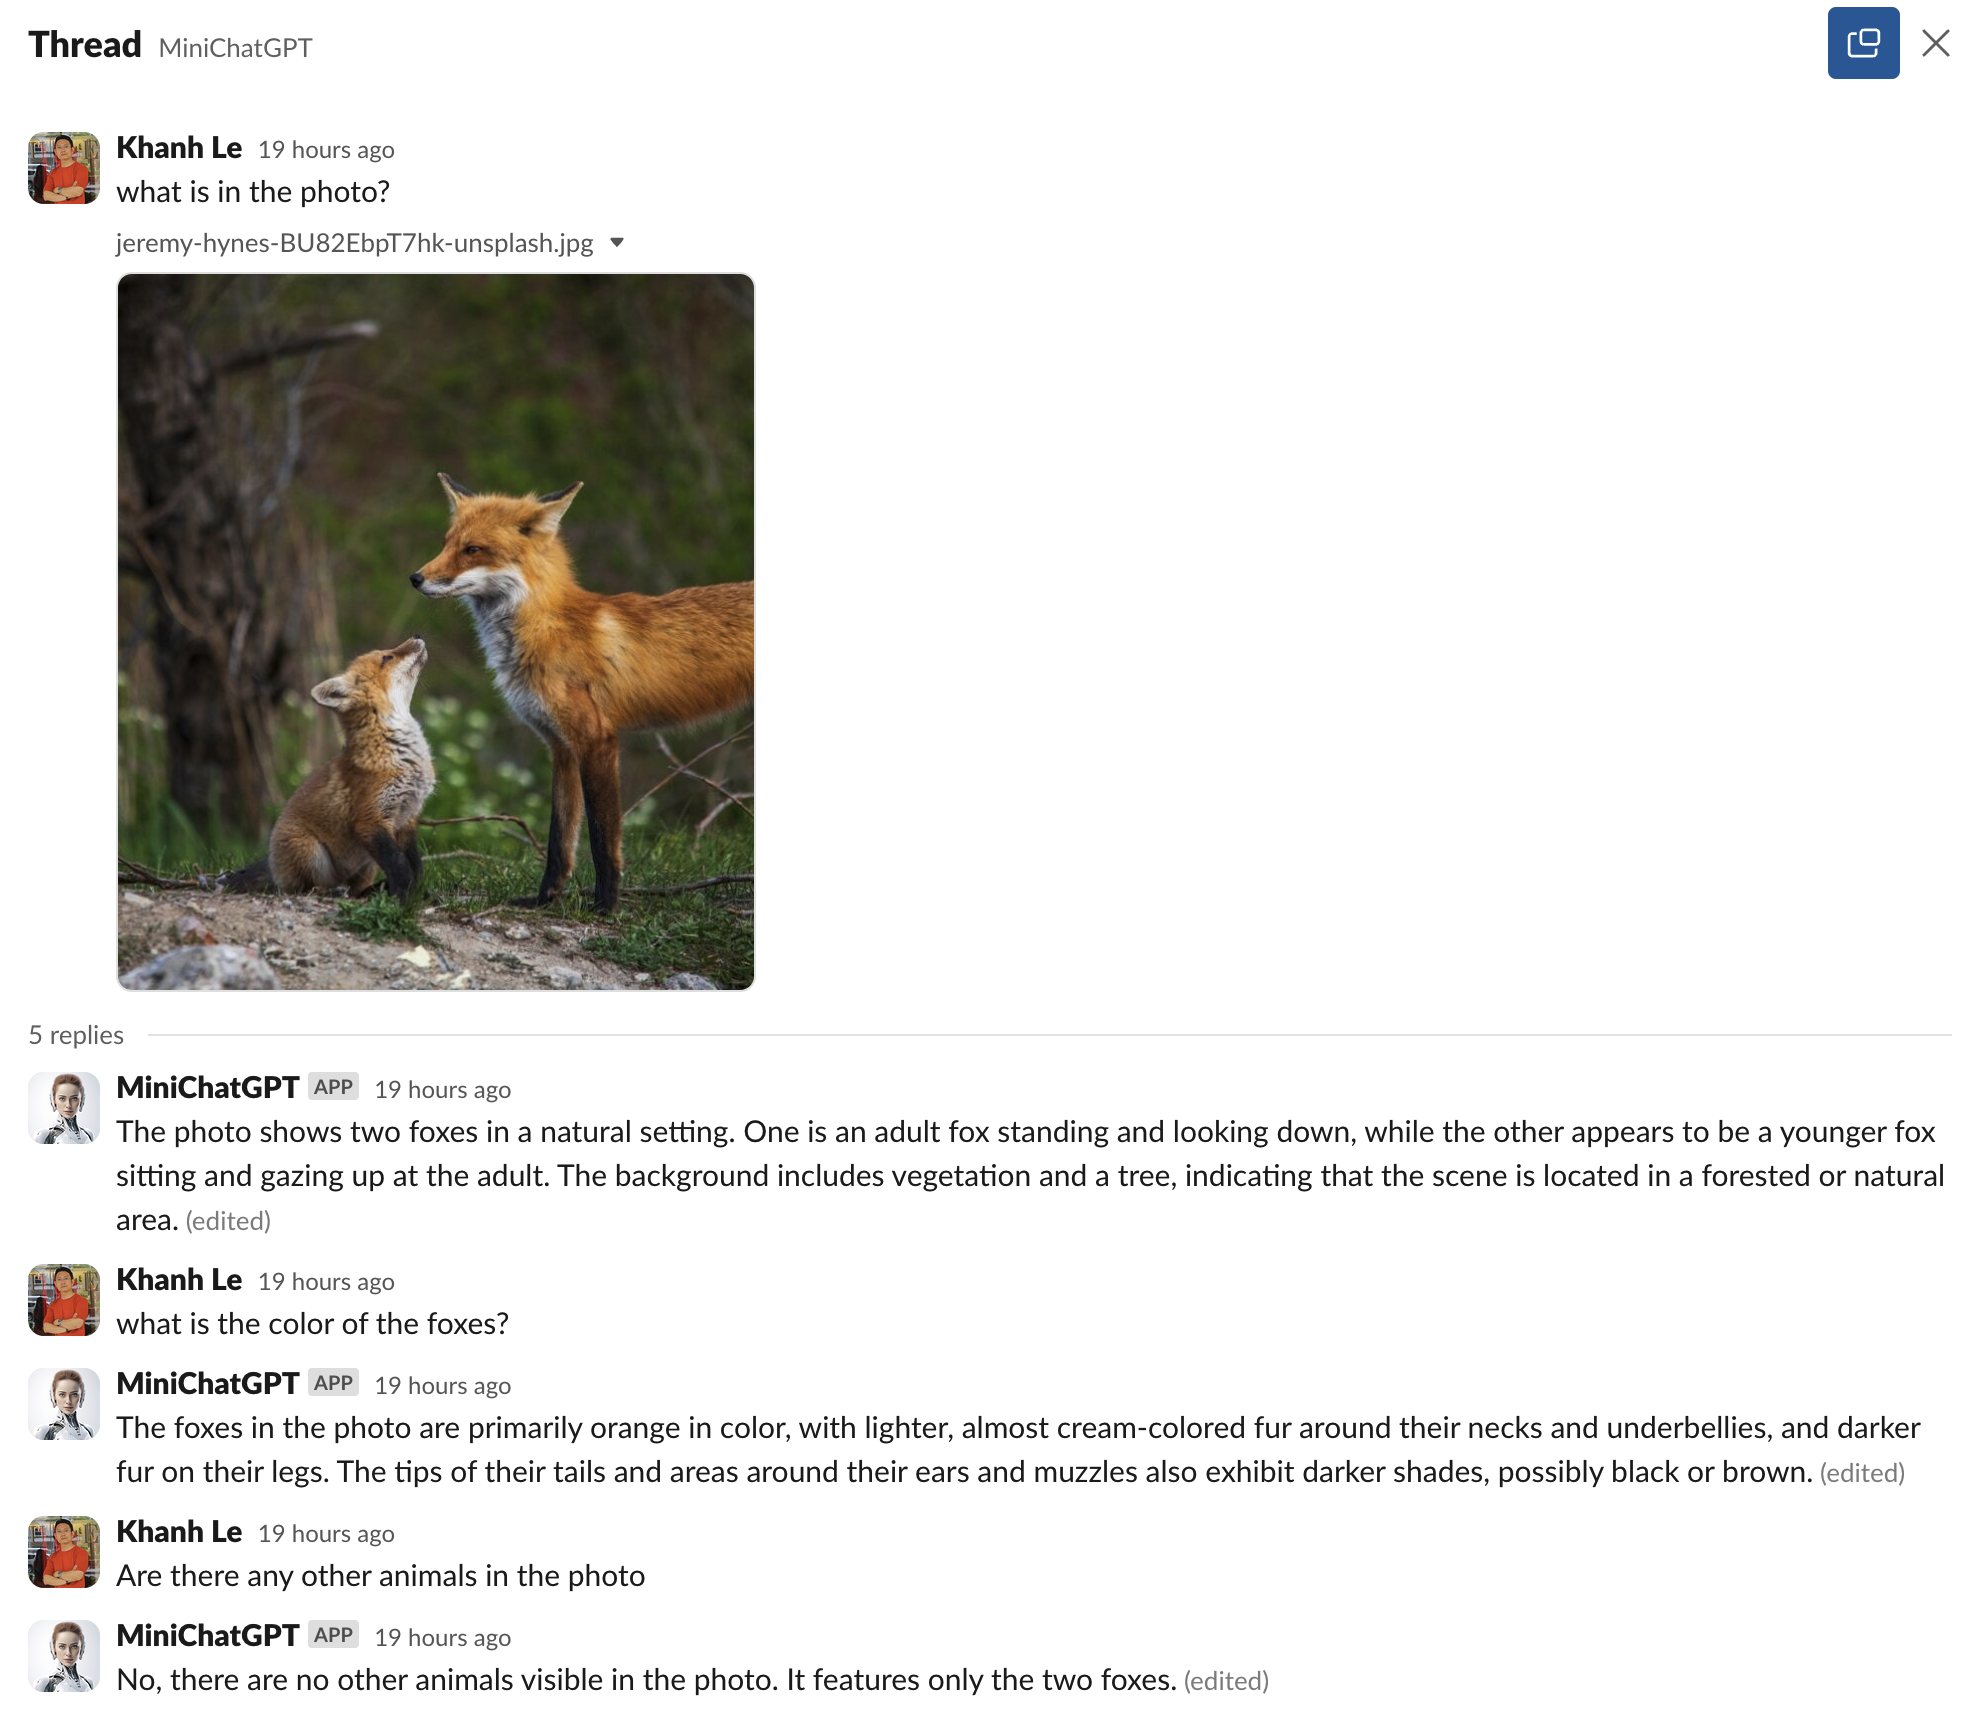 Thread MiniChatGPT
Khanh Le 19 hours ago
what is in the photo?
jeremy-hynes-BU82EbpT7hk-unsplash.jpg
5 replies
MiniChatGPT APP 19 hours ago
The photo shows two foxes in a natural setting. One is an adult fox standing and looking down, while the other appears to be a younger fox
sitting and gazing up at the adult. The background includes vegetation and a tree, indicating that the scene is located in a forested or natural
area. (edited)
Khanh Le 19 hours ago
what is the color of the foxes?
MiniChatGPT APP 19 hours ago
The foxes in the photo are primarily orange in color, with lighter, almost cream-colored fur around their necks and underbellies, and darker
fur on their legs. The tips of their tails and areas around their ears and muzzles also exhibit darker shades, possibly black or brown. (edited)
Khanh Le 19 hours ago
Are there any other animals in the photo
MiniChatGPT APP 19 hours ago
No, there are no other animals visible in the photo. It features only the two foxes. (edited)